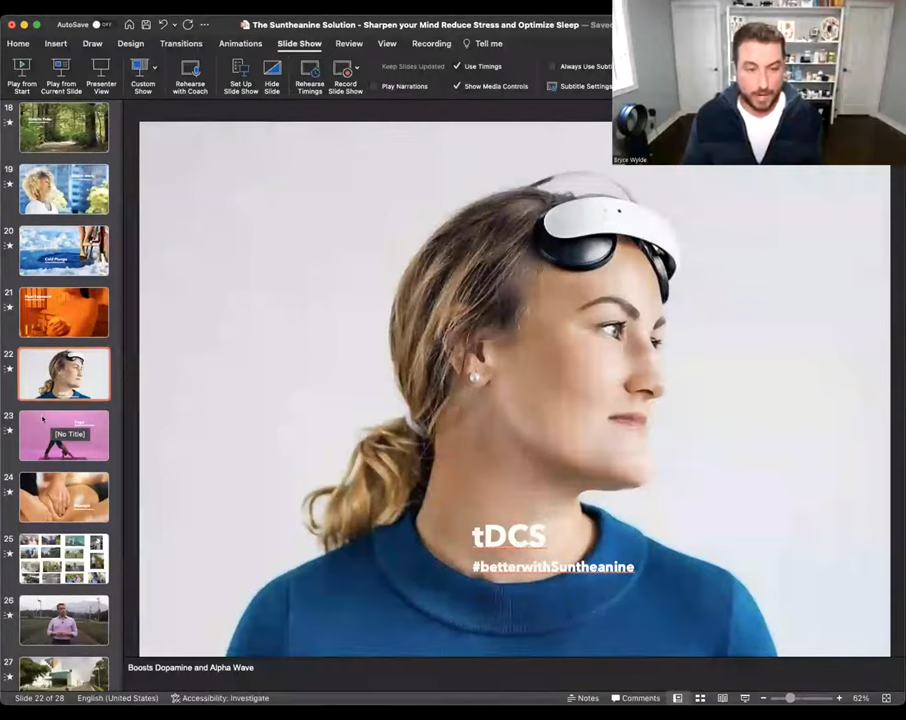 AutoSave OFF
The Suntheanine Solution - Sharpen your Mind Reduce Stress and Optimize Sleep — Saved
Home Insert Draw Design Transitions Animations Slide Show Review View Recording Tell me
Play from Start
Play from Current Slide
Presenter View
Custom Show
Rehearse with Coach
Set Up Slide Show
Hide Slide
Rehearse Timings
Record Slide Show
Keep Slides Updated
Use Timings
Always Use Subti
Play Narrations
Show Media Controls
Subtitle Settings
Bryce Wylde
18
19
20
Cold Plunge
21
22
23
Yoga
[No Title]
24
25
26
27
tDCS
#betterwithSuntheanine
Boosts Dopamine and Alpha Wave
Slide 22 of 28
English (United States)
Accessibility: Investigate
Notes
Comments
62%